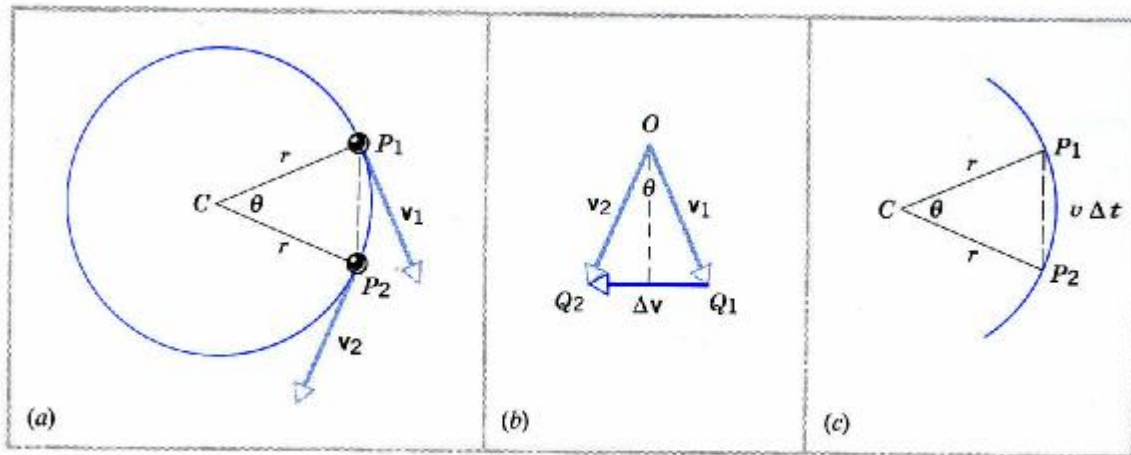 r
P1
C
θ
v1
r
P2
v2
(a)
O
θ
v2
v1
Q2
Δv
Q1
(b)
r
P1
C
θ
v Δt
r
P2
(c)